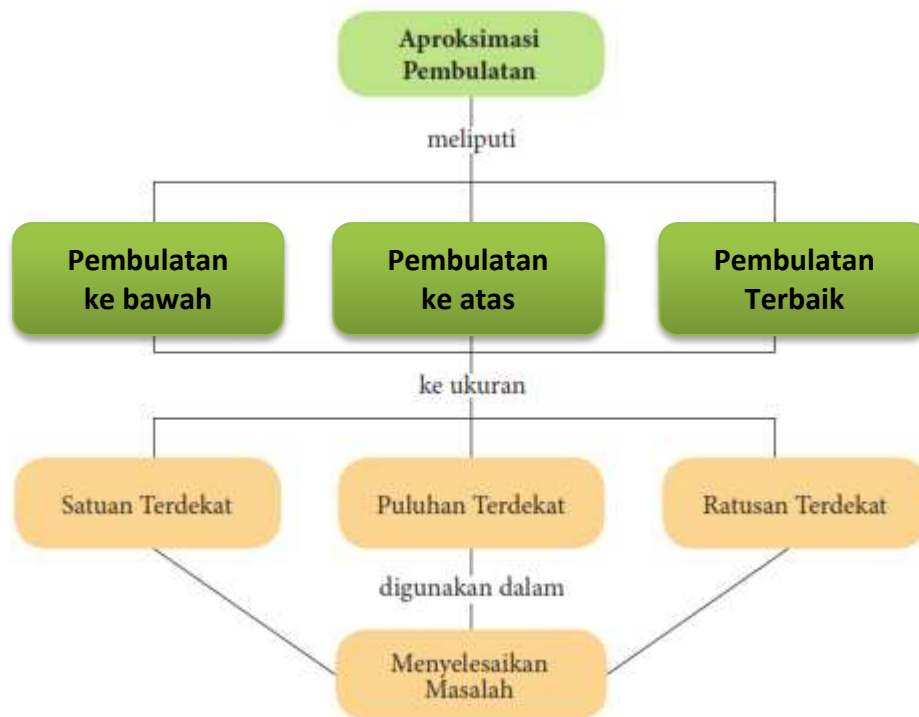 Aproksimasi
Pembulatan
meliputi
Pembulatan
ke bawah
Pembulatan
ke atas
Pembulatan
Terbaik
ke ukuran
Satuan Terdekat
Puluhan Terdekat
Ratusan Terdekat
digunakan dalam
Menyelesaikan
Masalah